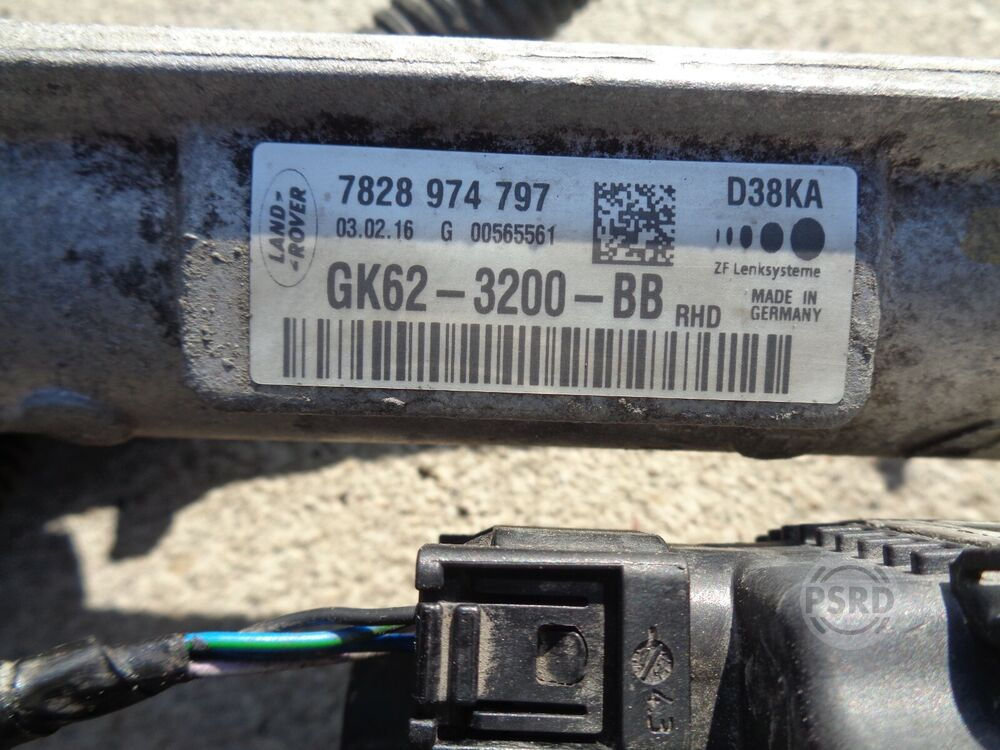 LAND-
-ROVER
7828 974 797
03.02.16 G 00565561
GK62-3200-BB RHD
D38KA
ZF Lenksysteme
MADE IN
GERMANY
43
PSRD